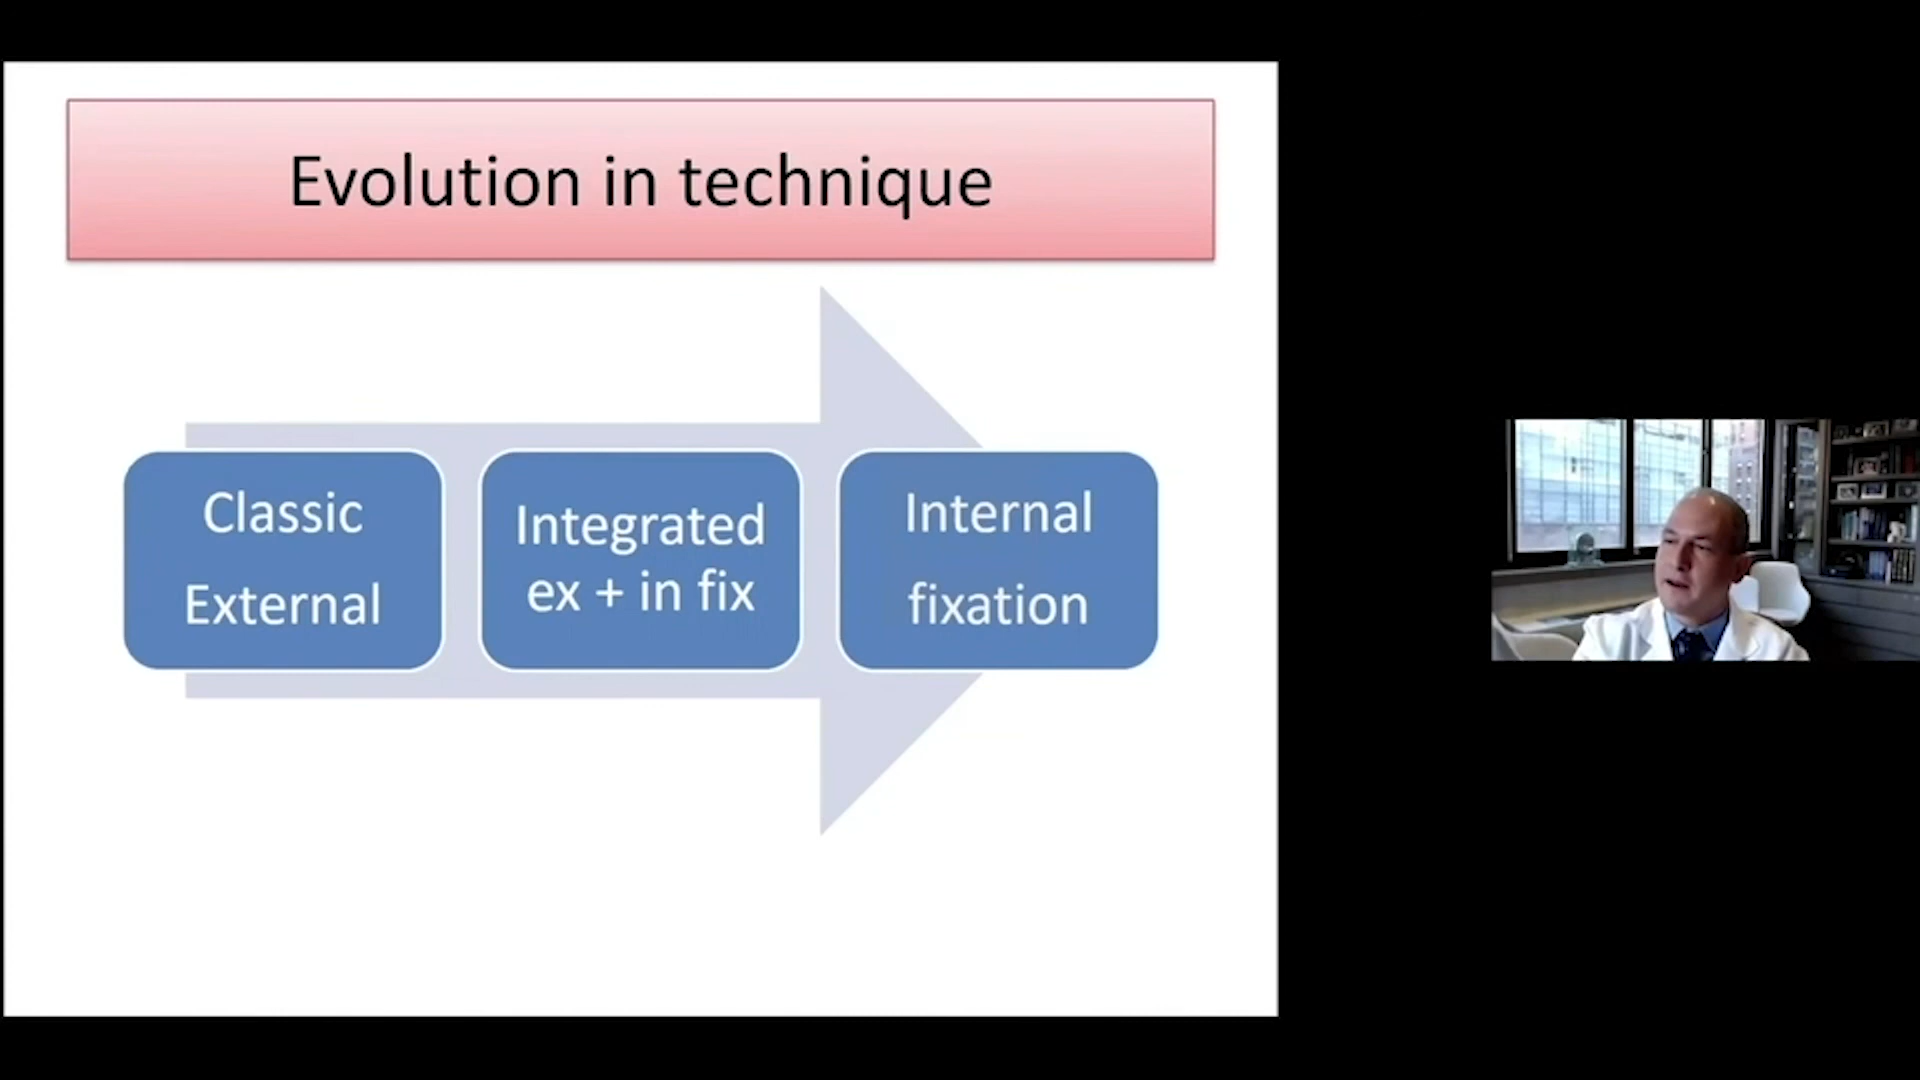 Evolution in technique
Classic
External
Integrated
ex + in fix
Internal
fixation